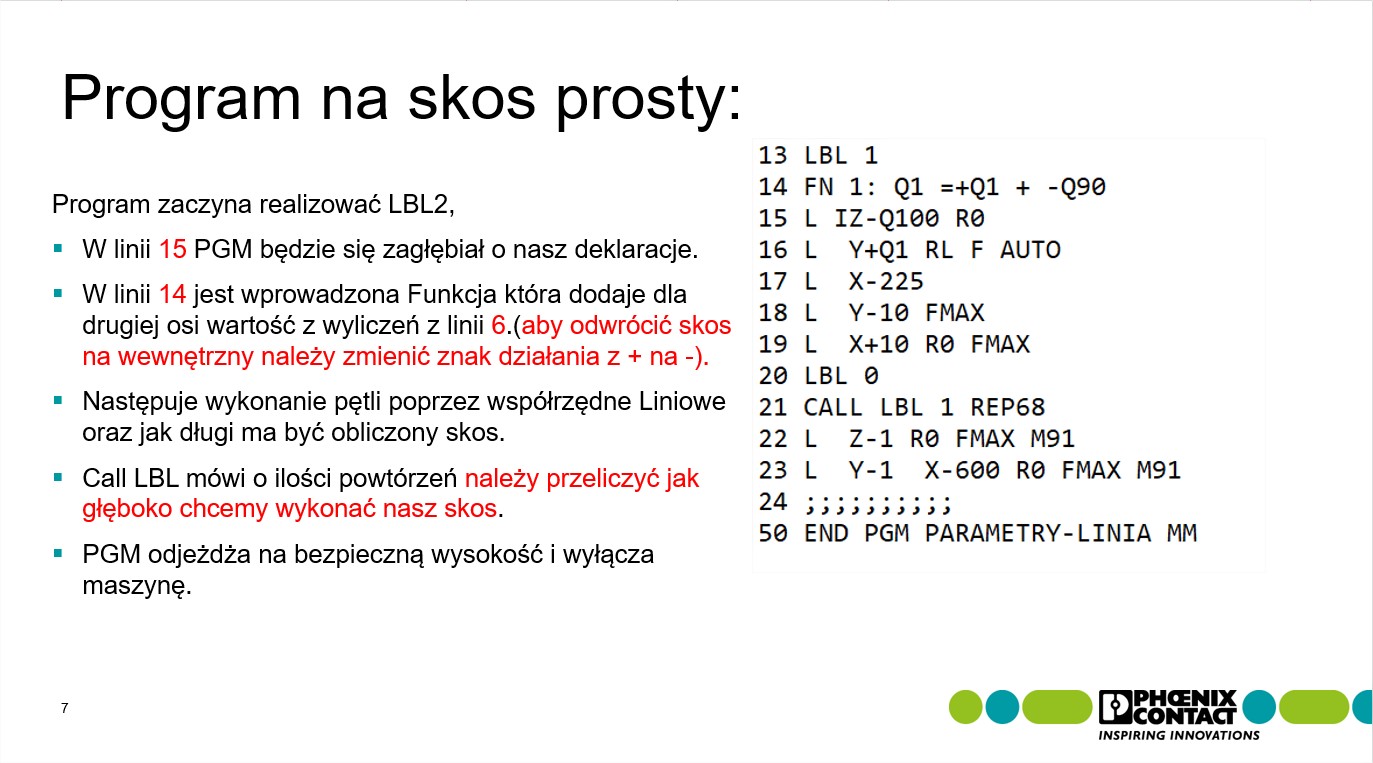 Program na skos prosty:
Program zaczyna realizować LBL2,
▪ W linii 15 PGM będzie się zagłębiał o nasz deklaracje.
▪ W linii 14 jest wprowadzona Funkcja która dodaje dla
drugiej osi wartość z wyliczeń z linii 6.(aby odwrócić skos
na wewnętrzny należy zmienić znak działania z + na -).
▪ Następuje wykonanie pętli poprzez współrzędne Liniowe
oraz jak długi ma być obliczony skos.
▪ Call LBL mówi o ilości powtórzeń należy przeliczyć jak
głęboko chcemy wykonać nasz skos.
▪ PGM odjeżdża na bezpieczną wysokość i wyłącza
maszynę.
13 LBL 1
14 FN 1: Q1 =+Q1 + -Q90
15 L IZ-Q100 R0
16 L  Y+Q1 RL F AUTO
17 L  X-225
18 L  Y-10 FMAX
19 L  X+10 R0 FMAX
20 LBL 0
21 CALL LBL 1 REP68
22 L  Z-1 R0 FMAX M91
23 L  Y-1  X-600 R0 FMAX M91
24 ;;;;;;;;;;
50 END PGM PARAMETRY-LINIA MM
7
PHŒNIX
CONTACT
INSPIRING INNOVATIONS